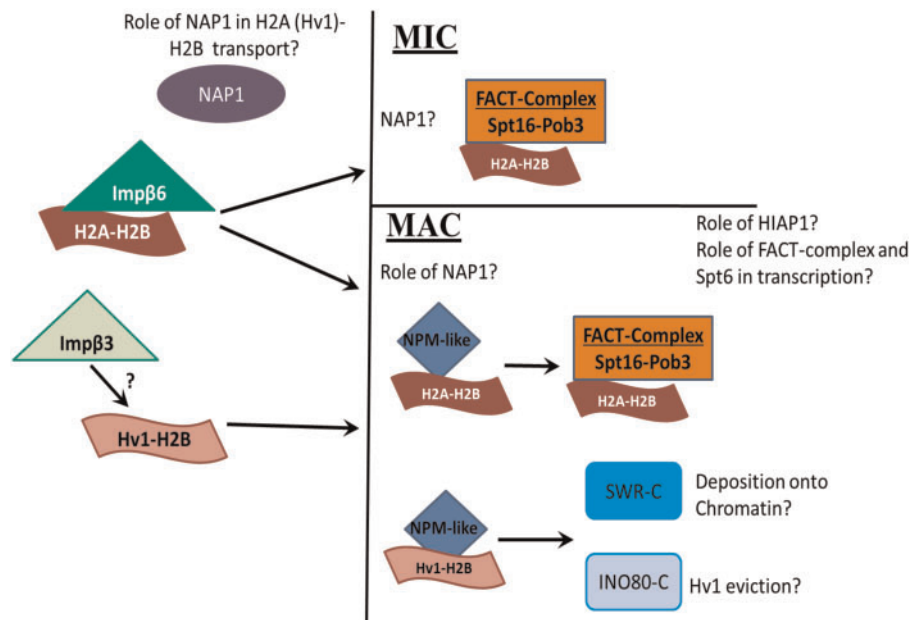 Role of NAP1 in H2A (Hv1)-
H2B transport?
NAP1
Impβ6
H2A-H2B
Impβ3
?
Hv1-H2B
MIC
NAP1?
FACT-Complex
Spt16-Pob3
H2A-H2B
MAC
Role of HIAP1?
Role of FACT-complex and
Spt6 in transcription?
Role of NAP1?
NPM-like
H2A-H2B
FACT-Complex
Spt16-Pob3
H2A-H2B
NPM-like
Hv1-H2B
SWR-C
Deposition onto
Chromatin?
INO80-C
Hv1 eviction?